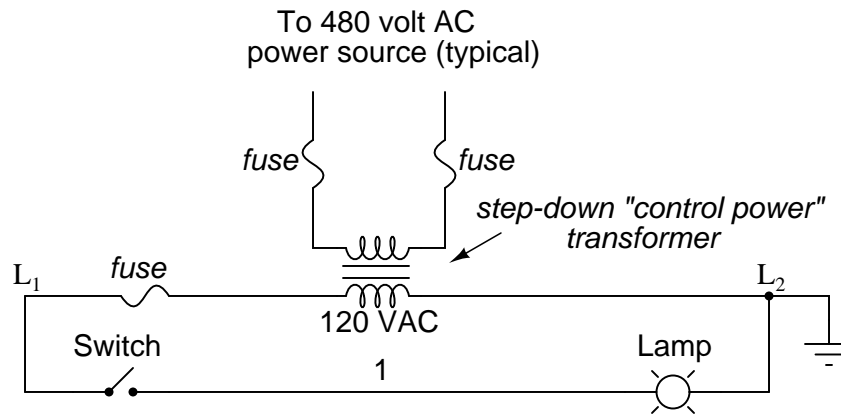 To 480 volt AC
power source (typical)
fuse
fuse
step-down "control power"
transformer
L1
fuse
L2
120 VAC
Switch
1
Lamp